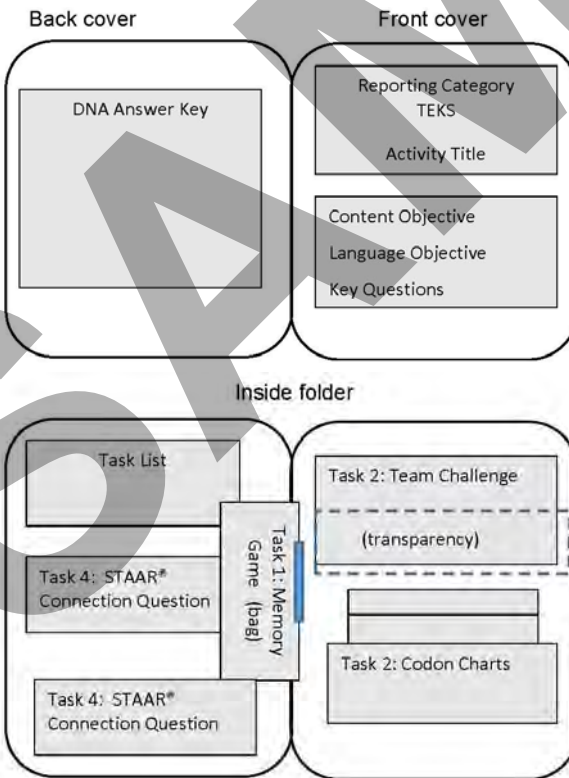 Back cover
Front cover
DNA Answer Key
Reporting Category
TEKS
Activity Title
Content Objective
Language Objective
Key Questions
Inside folder
Task List
Task 4: STAAR®
Connection Question
Task 4: STAAR®
Connection Question
Task 1: Memory
Game (bag)
Task 2: Team Challenge
(transparency)
Task 2: Codon Charts